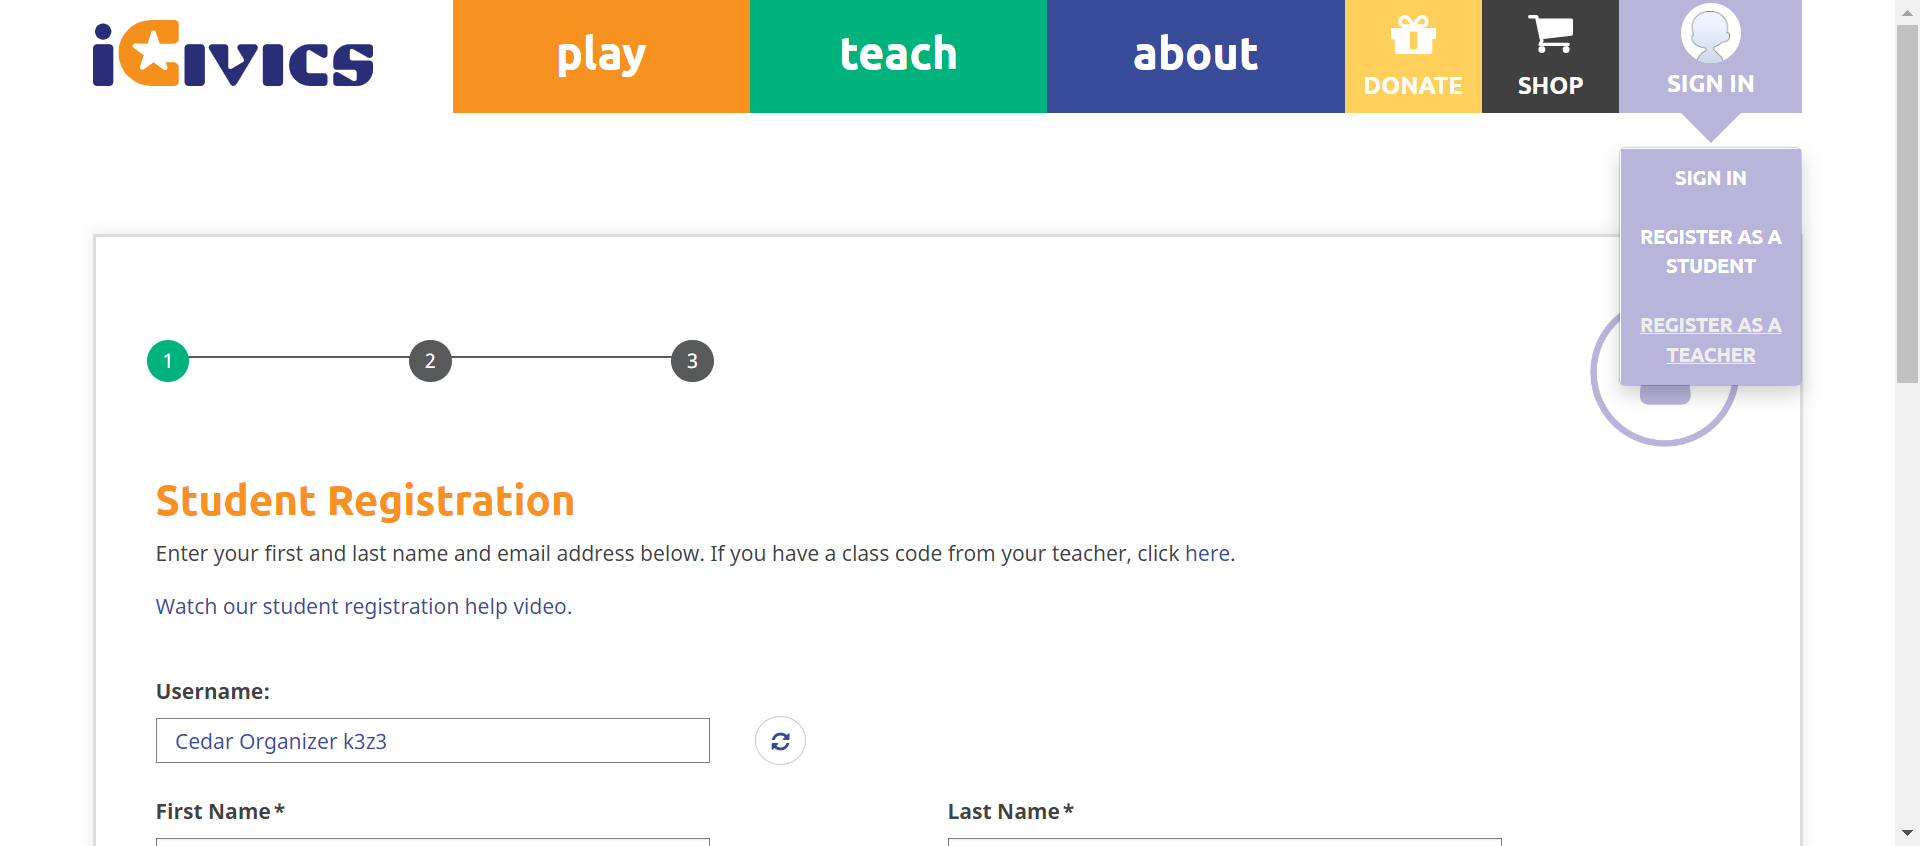 iCivics
play
teach
about
DONATE
SHOP
SIGN IN
SIGN IN
REGISTER AS A
STUDENT
REGISTER AS A
TEACHER
1
2
3
Student Registration
Enter your first and last name and email address below. If you have a class code from your teacher, click here.
Watch our student registration help video.
Username:
Cedar Organizer k3z3
First Name*
Last Name*